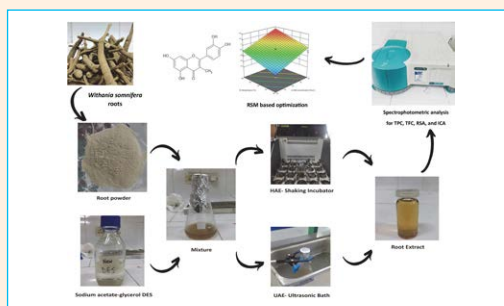 Withania somnifera
roots
RSM based optimization
Spectrophotometric analysis
for TPC, TFC, RSA, and ICA
Root powder
Mixture
HAE- Shaking Incubator
Root Extract
Sodium acetate-glycerol DES
UAE- Ultrasonic Bath